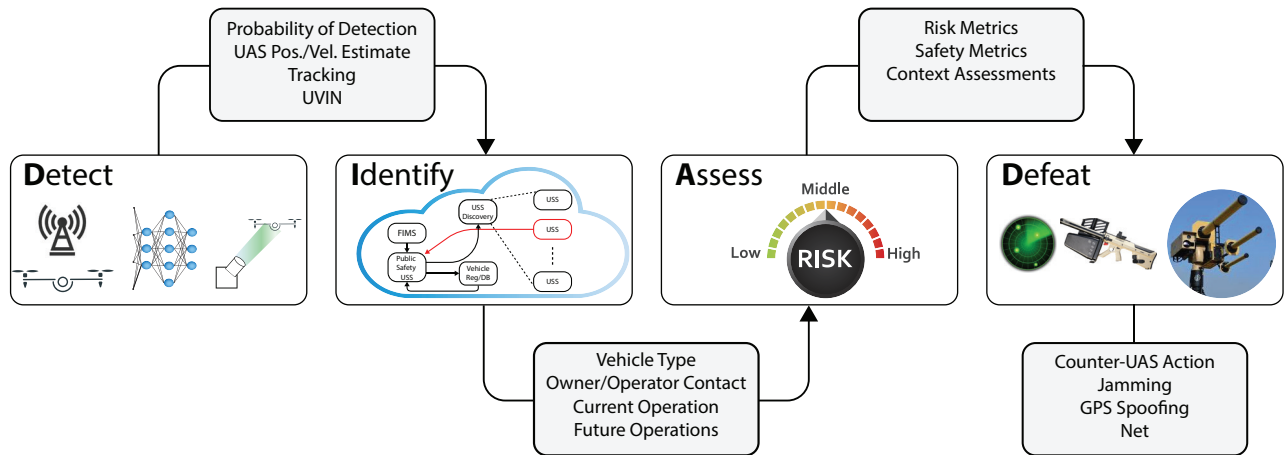 Probability of Detection
UAS Pos./Vel. Estimate
Tracking
UVIN
Risk Metrics
Safety Metrics
Context Assessments
Detect
Identify
USS
Discovery
USS
FIMS
USS
Public
Safety
USS
Vehicle
Reg/DB
USS
Assess
Middle
Low
High
RISK
Defeat
Vehicle Type
Owner/Operator Contact
Current Operation
Future Operations
Counter-UAS Action
Jamming
GPS Spoofing
Net